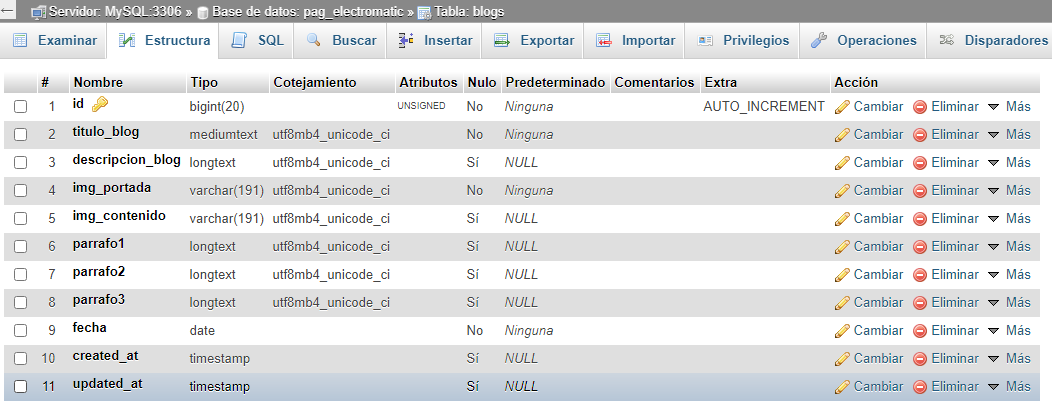 ← Servidor: MySQL:3306 » Base de datos: pag_electromatic » Tabla: blogs
Examinar Estructura SQL Buscar Insertar Exportar Importar Privilegios Operaciones Disparadores
# Nombre Tipo Cotejamiento Atributos Nulo Predeterminado Comentarios Extra Acción
1 id bigint(20) UNSIGNED No Ninguna AUTO_INCREMENT Cambiar Eliminar Más
2 titulo_blog mediumtext utf8mb4_unicode_ci No Ninguna Cambiar Eliminar Más
3 descripcion_blog longtext utf8mb4_unicode_ci Sí NULL Cambiar Eliminar Más
4 img_portada varchar(191) utf8mb4_unicode_ci No Ninguna Cambiar Eliminar Más
5 img_contenido varchar(191) utf8mb4_unicode_ci Sí NULL Cambiar Eliminar Más
6 parrafo1 longtext utf8mb4_unicode_ci Sí NULL Cambiar Eliminar Más
7 parrafo2 longtext utf8mb4_unicode_ci Sí NULL Cambiar Eliminar Más
8 parrafo3 longtext utf8mb4_unicode_ci Sí NULL Cambiar Eliminar Más
9 fecha date No Ninguna Cambiar Eliminar Más
10 created_at timestamp Sí NULL Cambiar Eliminar Más
11 updated_at timestamp Sí NULL Cambiar Eliminar Más